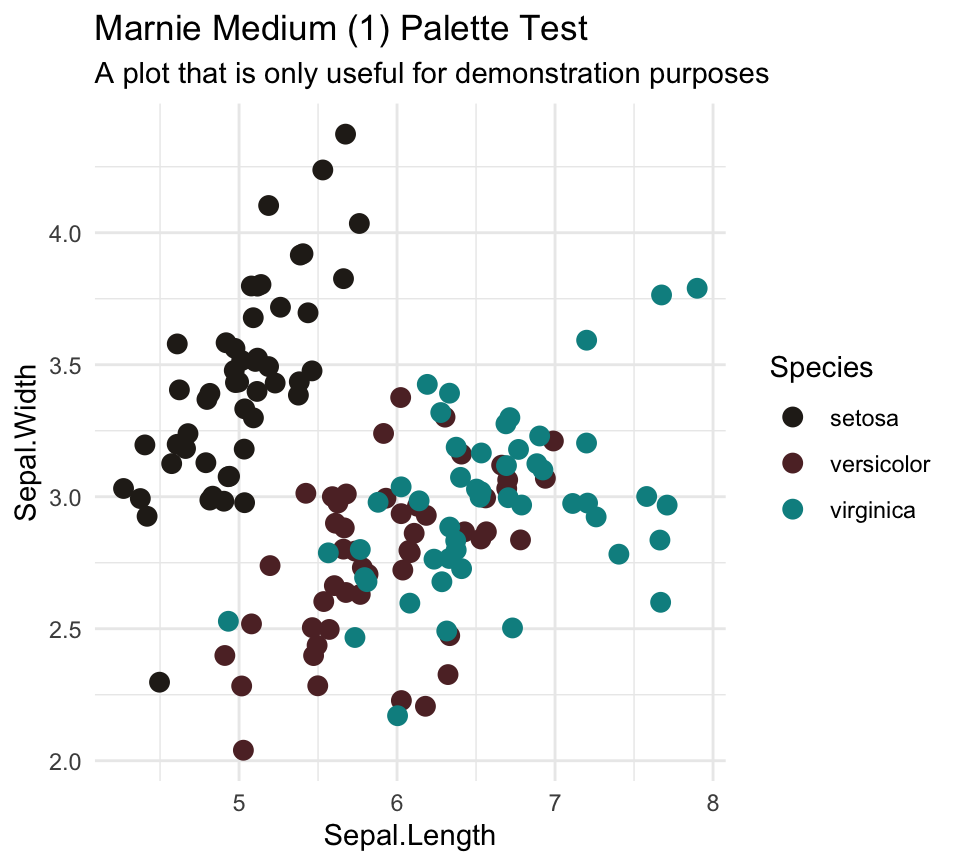 Marnie Medium (1) Palette Test
A plot that is only useful for demonstration purposes
4.0
3.5
3.0
2.5
2.0
Sepal.Width
5 6 7 8
Sepal.Length
Species
setosa
versicolor
virginica